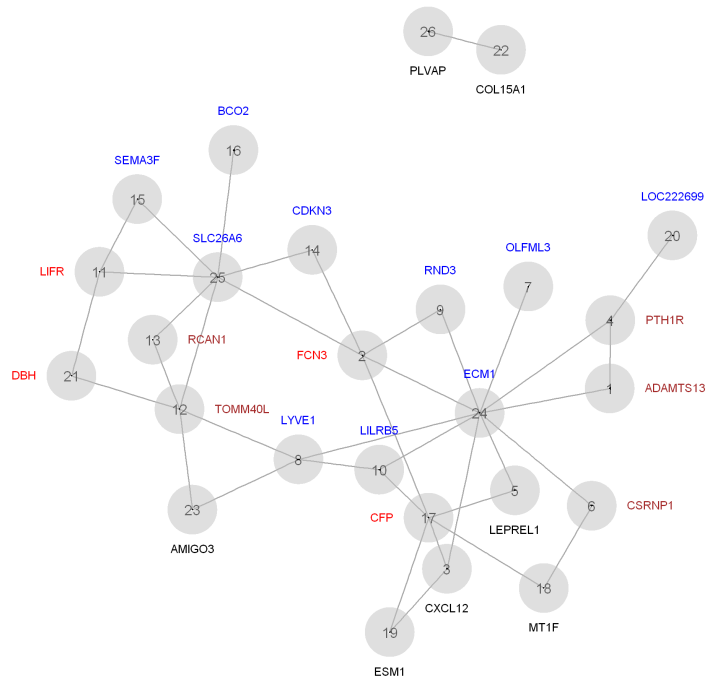 26
22
PLVAP
COL15A1
BCO2
16
SEMA3F
15
LOC222699
CDKN3
20
SLC26A6
14
OLFML3
LIFR
11
25
RND3
7
9
4
PTH1R
13
RCAN1
FCN3
2
DBH
21
ECM1
1
ADAMTS13
12
TOMM40L
24
LYVE1
LILRB5
8
10
5
6
CSRNP1
23
CFP
17
LEPREL1
AMIGO3
3
18
CXCL12
MT1F
19
ESM1